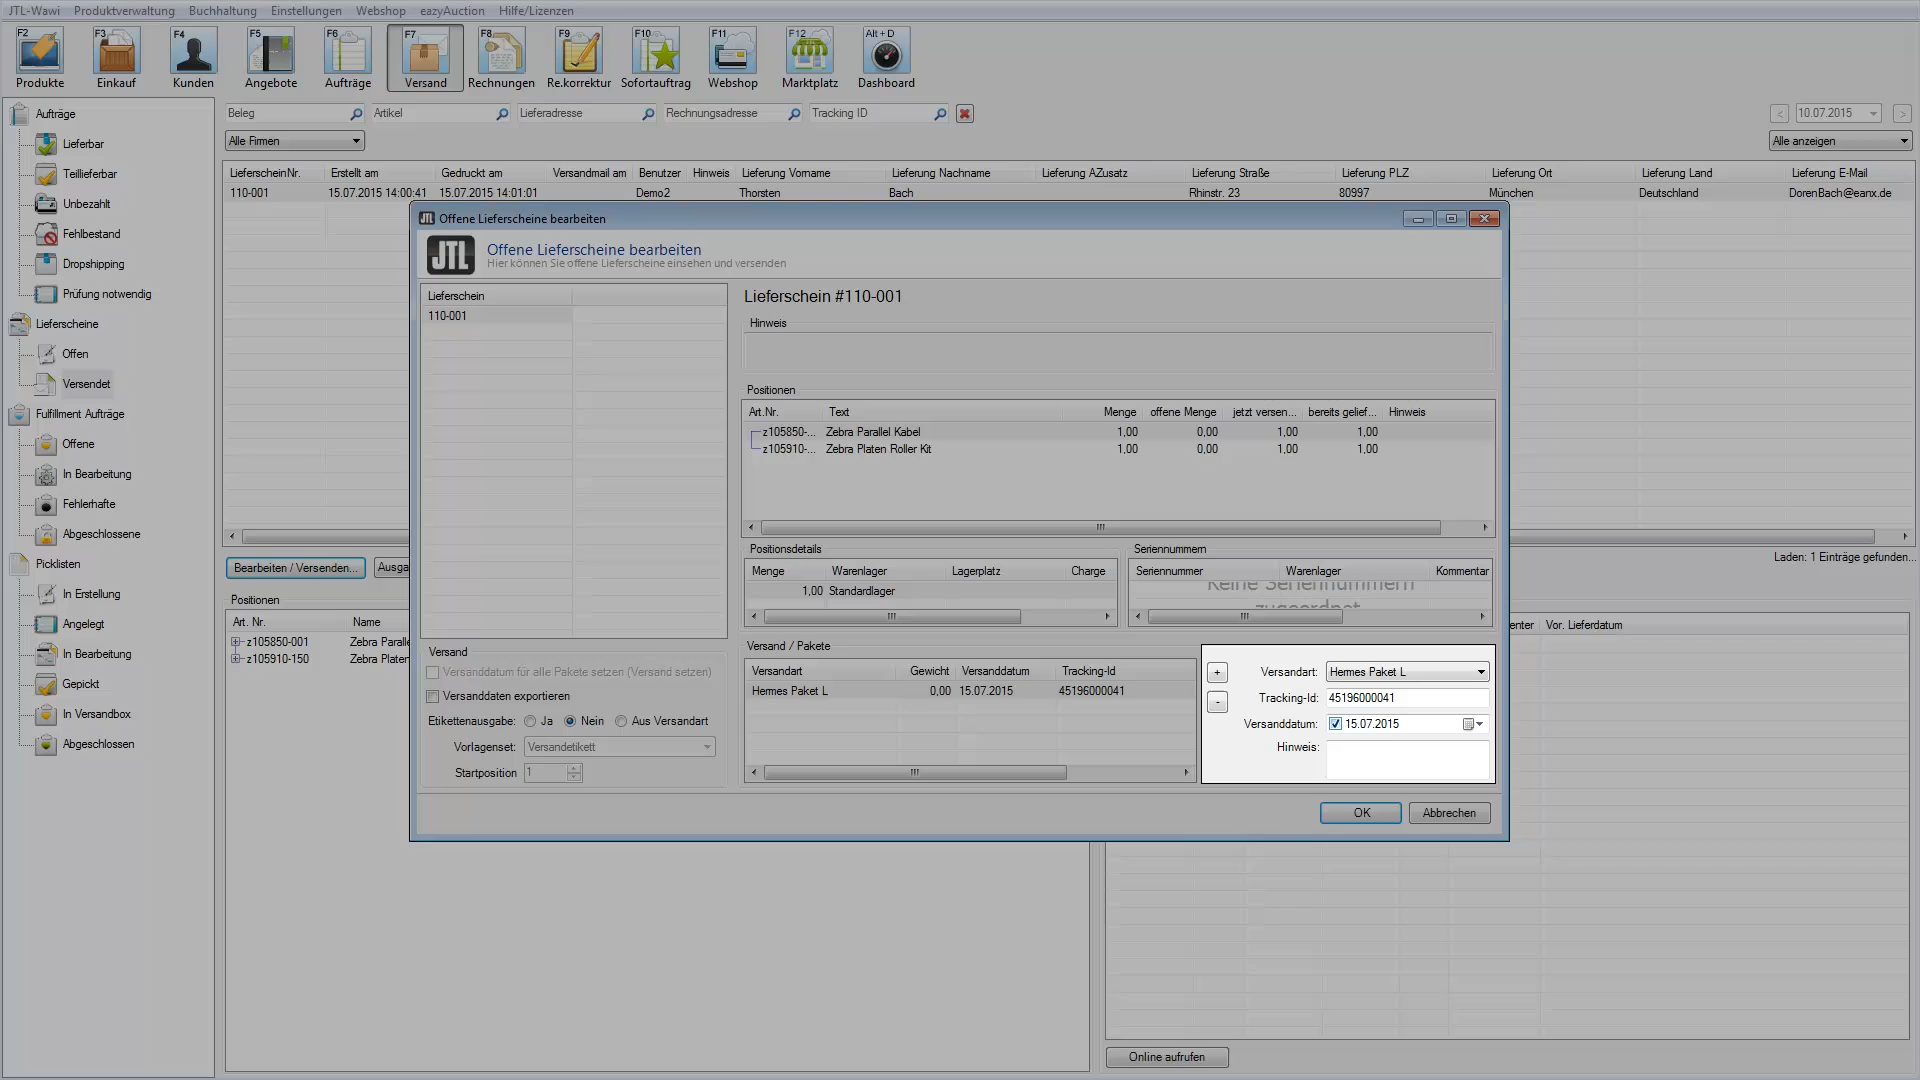 JTL-Wawi Produktverwaltung Buchhaltung Einstellungen Webshop eazyAuction Hilfe/Lizenzen
F2 F3 F4 F5 F6 F7 F8 F9 F10 F11 F12 Alt + D
Produkte Einkauf Kunden Angebote Aufträge Versand Rechnungen Re.korrektur Sofortauftrag Webshop Marktplatz Dashboard
Aufträge
Lieferbar
Teillieferbar
Unbezahlt
Fehlbestand
Dropshipping
Prüfung notwendig
Lieferscheine
Offen
Versendet
Fulfillment Aufträge
Offene
In Bearbeitung
Fehlerhafte
Abgeschlossene
Picklisten
In Erstellung
Angelegt
In Bearbeitung
Gepickt
In Versandbox
Abgeschlossen
Beleg Artikel Lieferadresse Rechnungsadresse Tracking ID < 10.07.2015 >
Alle Firmen Alle anzeigen
LieferscheinNr. Erstellt am Gedruckt am Versandmail am Benutzer Hinweis Lieferung Vorname Lieferung Nachname Lieferung AZusatz Lieferung Straße Lieferung PLZ Lieferung Ort Lieferung Land Lieferung E-Mail
110-001 15.07.2015 14:00:41 15.07.2015 14:01:01 Demo2 Thorsten Bach Rhinstr. 23 80997 München Deutschland DorenBach@eanx.de
Laden: 1 Einträge gefunden...
Bearbeiten / Versenden... Ausga
Positionen
Art. Nr. Name
z105850-001 Zebra Paralle
z105910-150 Zebra Platen
enter Vor. Lieferdatum
Online aufrufen
JTL Offene Lieferscheine bearbeiten
JTL
Offene Lieferscheine bearbeiten
Hier können Sie offene Lieferscheine einsehen und versenden
Lieferschein
110-001
Lieferschein #110-001
Hinweis
Positionen
Art.Nr. Text Menge offene Menge jetzt versen... bereits gelief... Hinweis
z105850-... Zebra Parallel Kabel 1,00 0,00 1,00 1,00
z105910-... Zebra Platen Roller Kit 1,00 0,00 1,00 1,00
Positionsdetails
Menge Warenlager Lagerplatz Charge
1,00 Standardlager
Seriennummern
Seriennummer Warenlager Kommentar
Keine Seriennummern
zugeordnet
Versand
Versanddatum für alle Pakete setzen (Versand setzen)
Versanddaten exportieren
Etikettenausgabe: Ja Nein Aus Versandart
Vorlagenset: Versandetikett
Startposition 1
Versand / Pakete
Versandart Gewicht Versanddatum Tracking-Id
Hermes Paket L 0,00 15.07.2015 45196000041
+ Versandart: Hermes Paket L
- Tracking-Id: 45196000041
Versanddatum: 15.07.2015
Hinweis:
OK Abbrechen